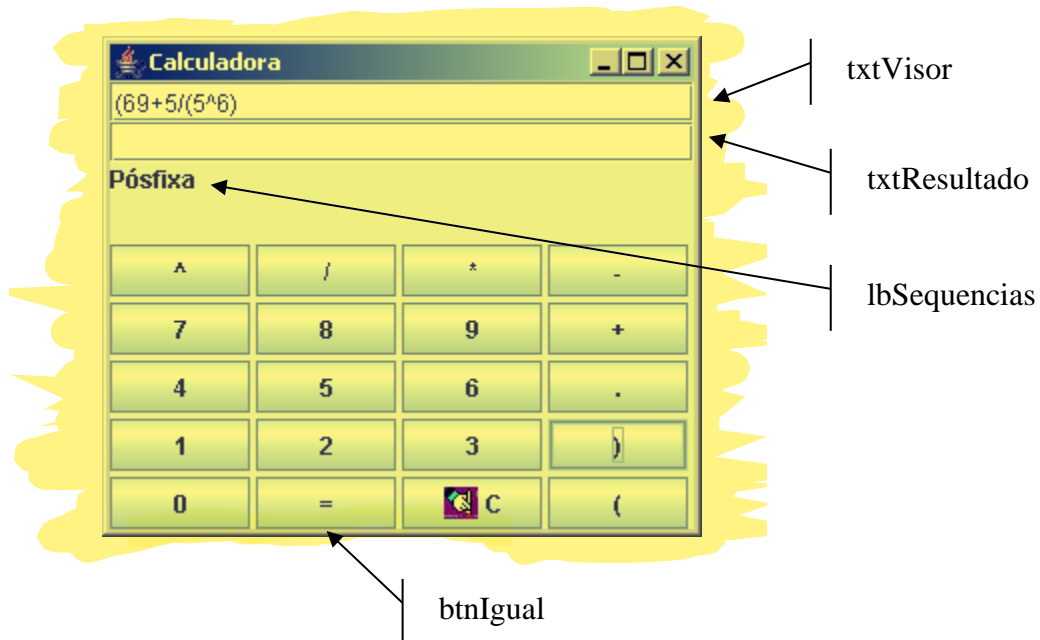 Calculadora
(69+5/(5^6)
txtVisor
txtResultado
Pósfixa
lbSequencias
^ / * -
7 8 9 +
4 5 6 .
1 2 3 )
0 = C (
btnIgual